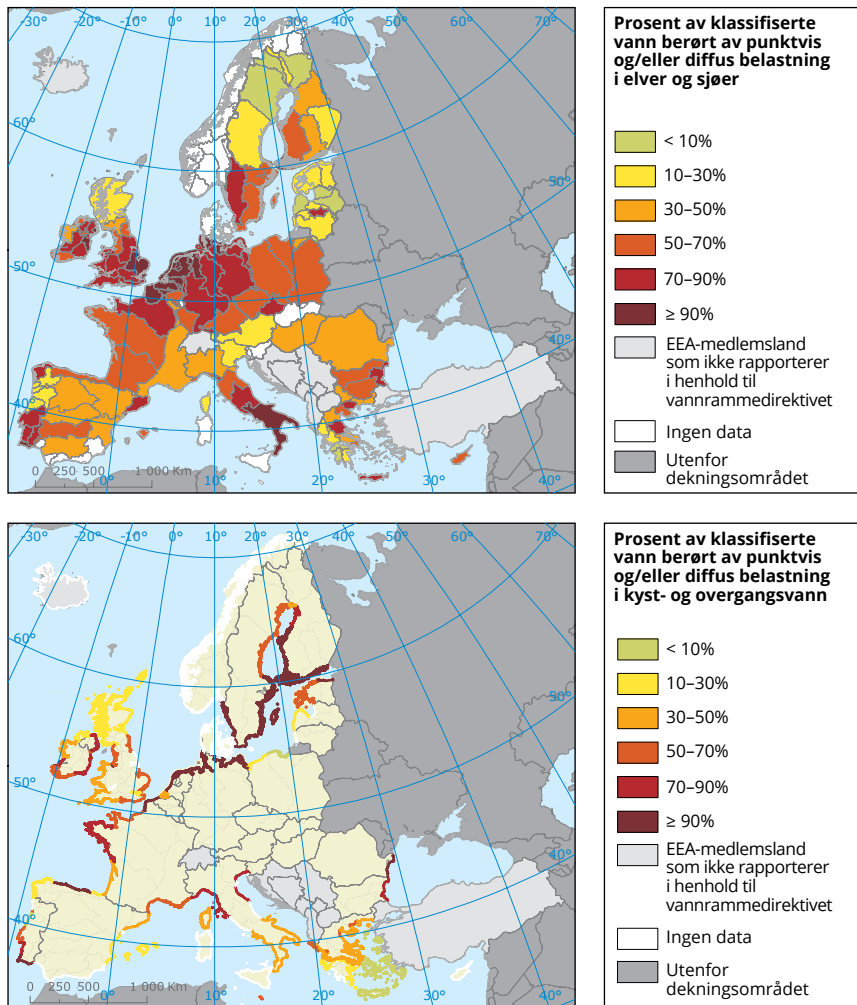 -30°
-20°
-10°
0°
10°
20°
30°
40°
50°
60°
70°
60°
50°
50°
40°
40°
0°
10°
20°
30°
40°
0 250 500 1 000 Km
Prosent av klassifiserte
vann berørt av punktvis
og/eller diffus belastning
i elver og sjøer
< 10%
10–30%
30–50%
50–70%
70–90%
≥ 90%
EEA-medlemsland
som ikke rapporterer
i henhold til
vannrammedirektivet
Ingen data
Utenfor
dekningsområdet
-30°
-20°
-10°
0°
10°
20°
30°
40°
50°
60°
70°
60°
50°
50°
40°
40°
0°
10°
20°
30°
40°
0 250 500 1 000 Km
Prosent av klassifiserte
vann berørt av punktvis
og/eller diffus belastning
i kyst- og overgangsvann
< 10%
10–30%
30–50%
50–70%
70–90%
≥ 90%
EEA-medlemsland
som ikke rapporterer
i henhold til
vannrammedirektivet
Ingen data
Utenfor
dekningsområdet